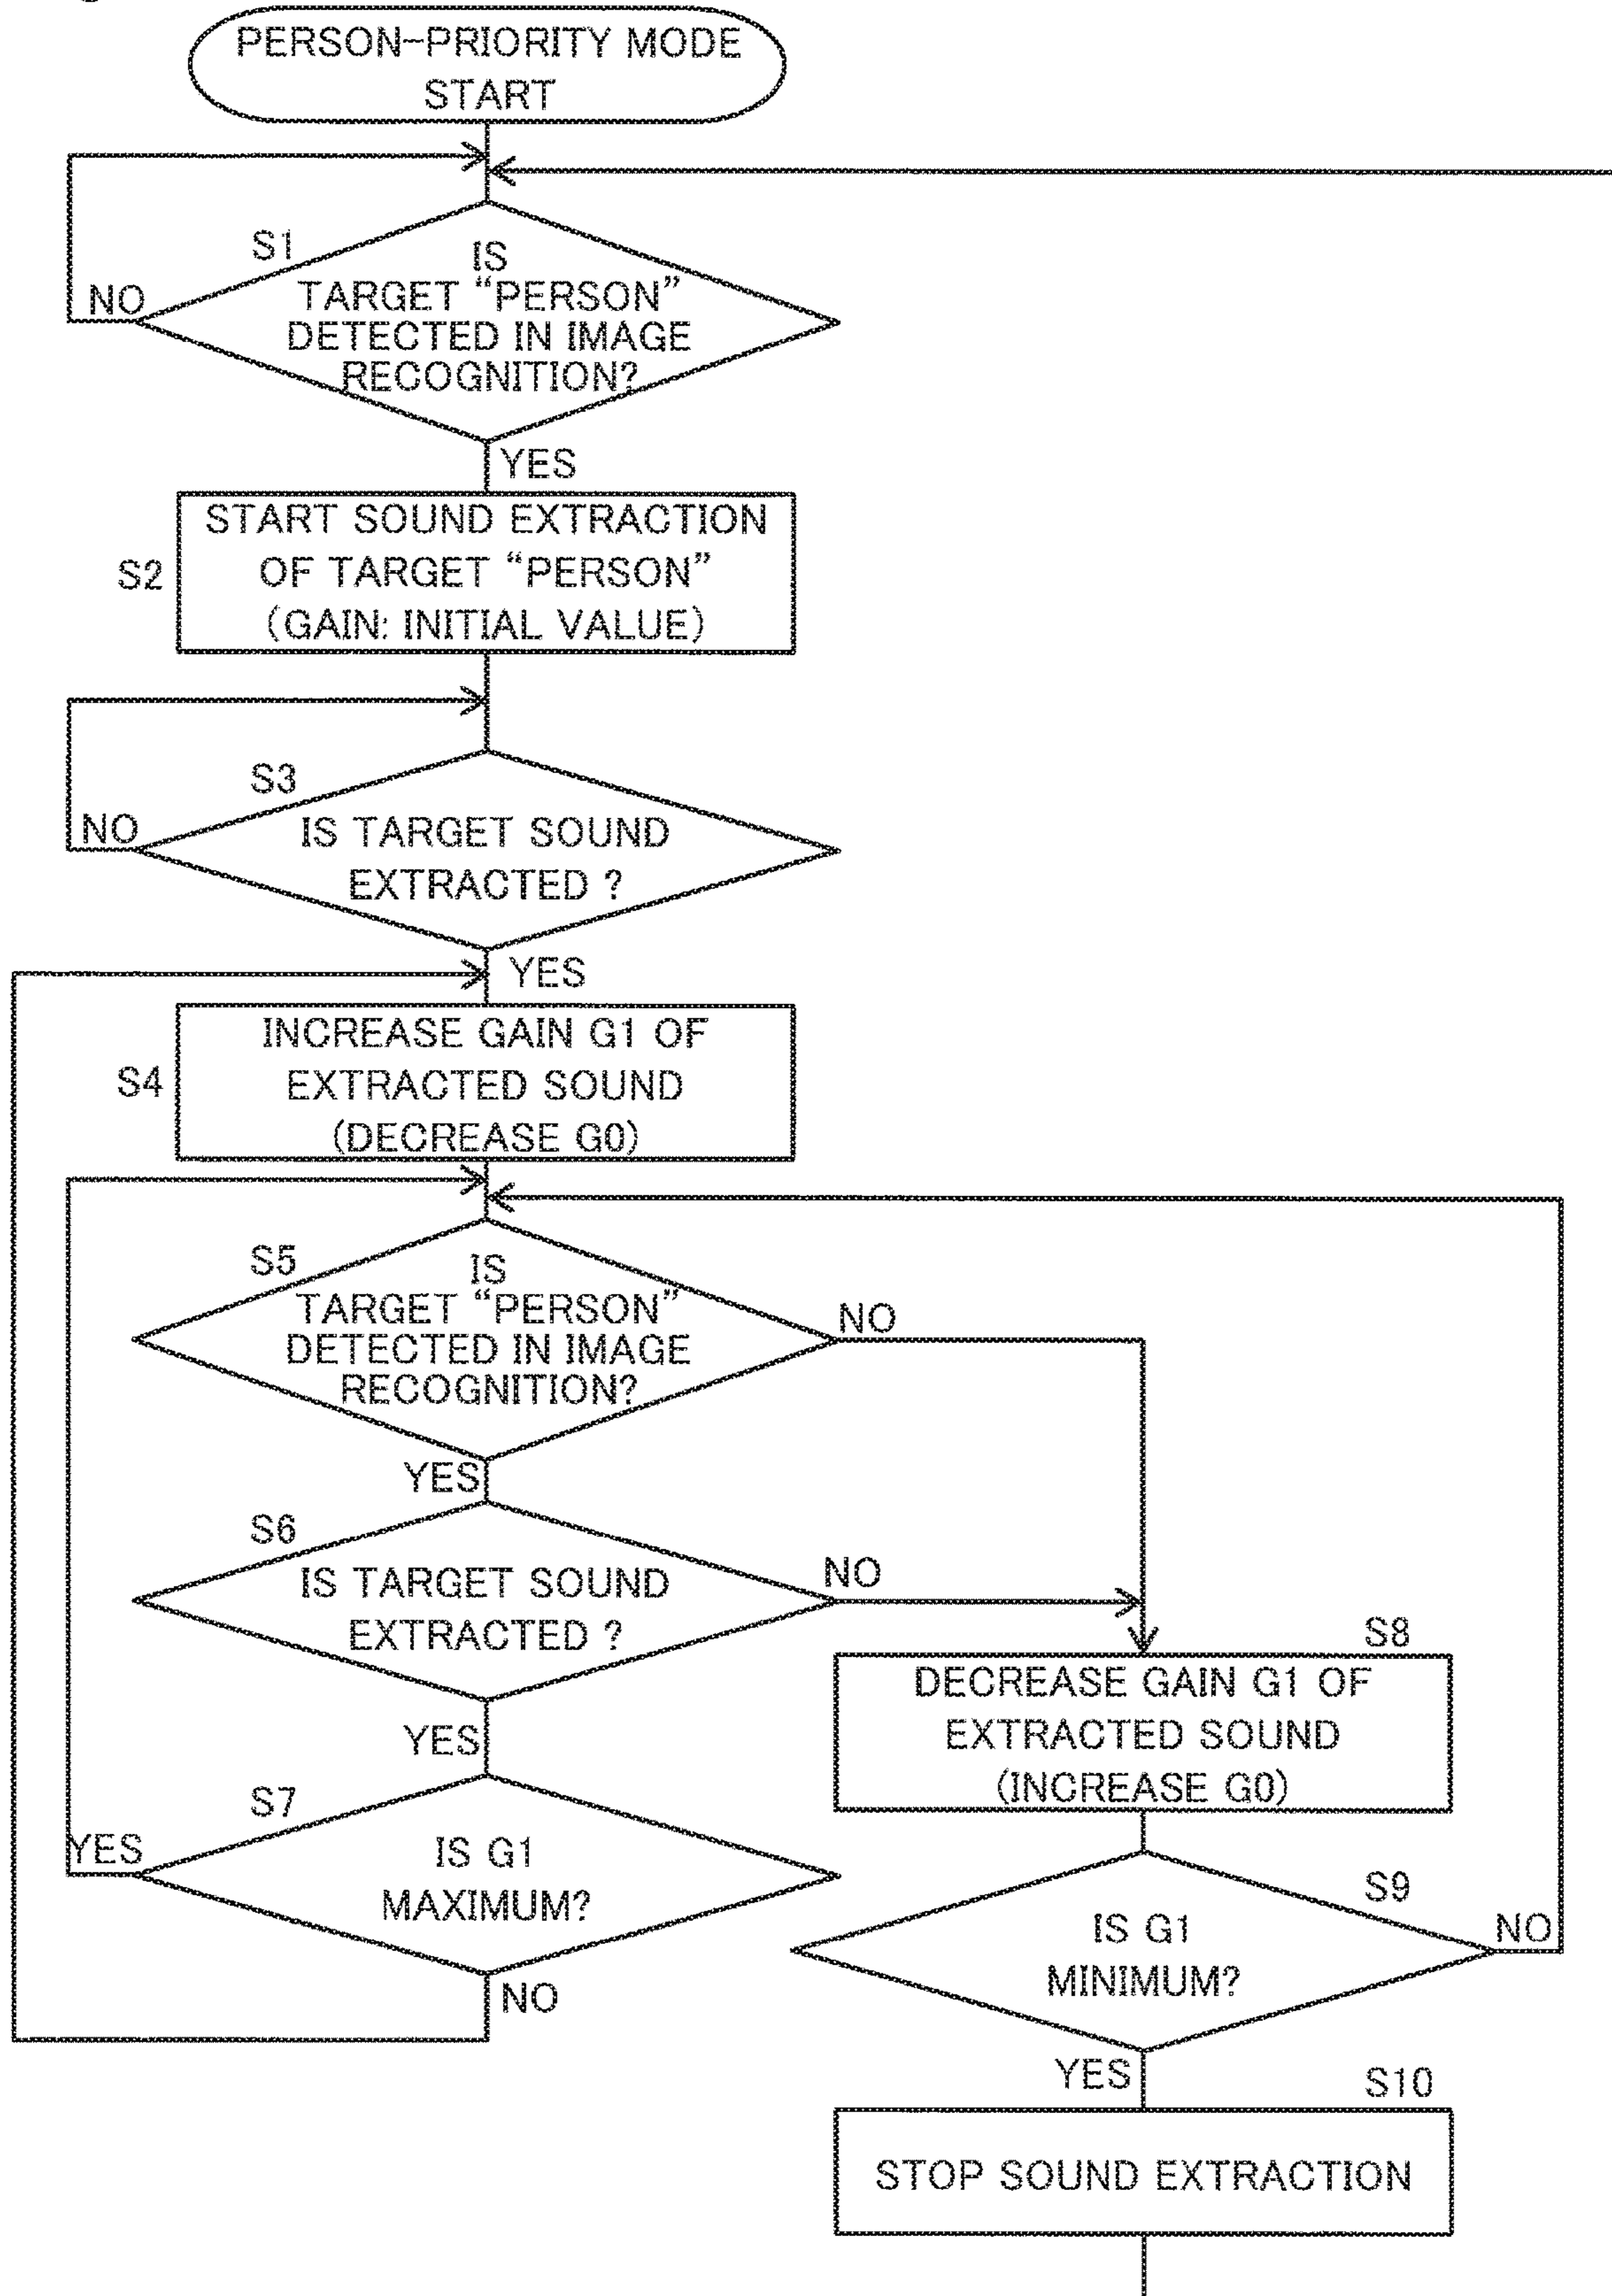 PERSON-PRIORITY MODE
START
S1
IS
TARGET “PERSON”
DETECTED IN IMAGE
RECOGNITION?
NO
YES
S2
START SOUND EXTRACTION
OF TARGET “PERSON”
(GAIN: INITIAL VALUE)
S3
IS TARGET SOUND
EXTRACTED ?
NO
YES
S4
INCREASE GAIN G1 OF
EXTRACTED SOUND
(DECREASE G0)
S5
IS
TARGET “PERSON”
DETECTED IN IMAGE
RECOGNITION?
NO
YES
S6
IS TARGET SOUND
EXTRACTED ?
NO
YES
S7
IS G1
MAXIMUM?
YES
NO
S8
DECREASE GAIN G1 OF
EXTRACTED SOUND
(INCREASE G0)
S9
IS G1
MINIMUM?
NO
YES
S10
STOP SOUND EXTRACTION